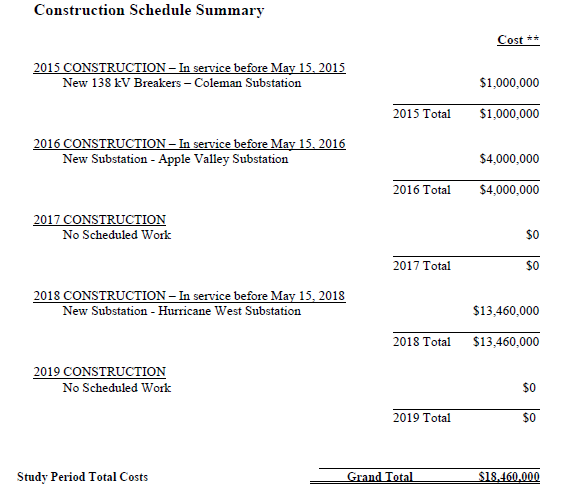 Construction Schedule Summary
Cost **
2015 CONSTRUCTION – In service before May 15, 2015
New 138 kV Breakers – Coleman Substation $1,000,000
2015 Total $1,000,000
2016 CONSTRUCTION – In service before May 15, 2016
New Substation - Apple Valley Substation $4,000,000
2016 Total $4,000,000
2017 CONSTRUCTION
No Scheduled Work $0
2017 Total $0
2018 CONSTRUCTION – In service before May 15, 2018
New Substation - Hurricane West Substation $13,460,000
2018 Total $13,460,000
2019 CONSTRUCTION
No Scheduled Work $0
2019 Total $0
Study Period Total Costs Grand Total $18,460,000